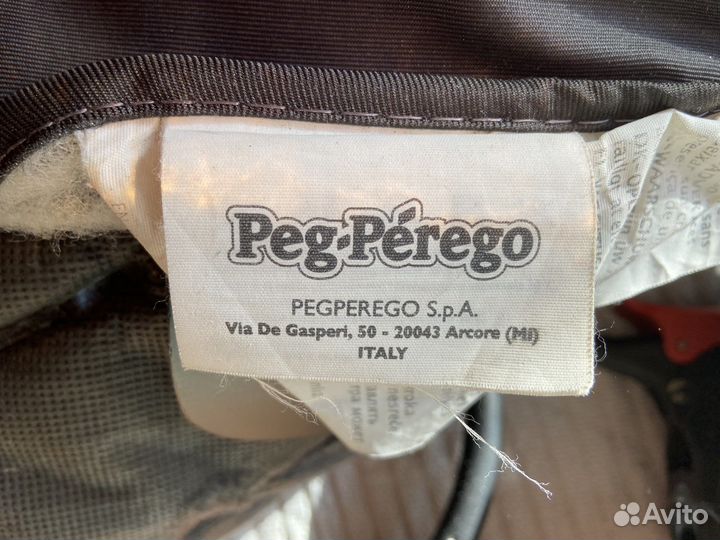 Peg-Pérego
PEGPEREGO S.p.A.
Via De Gasperi, 50 - 20043 Arcore (MI)
ITALY
Avito